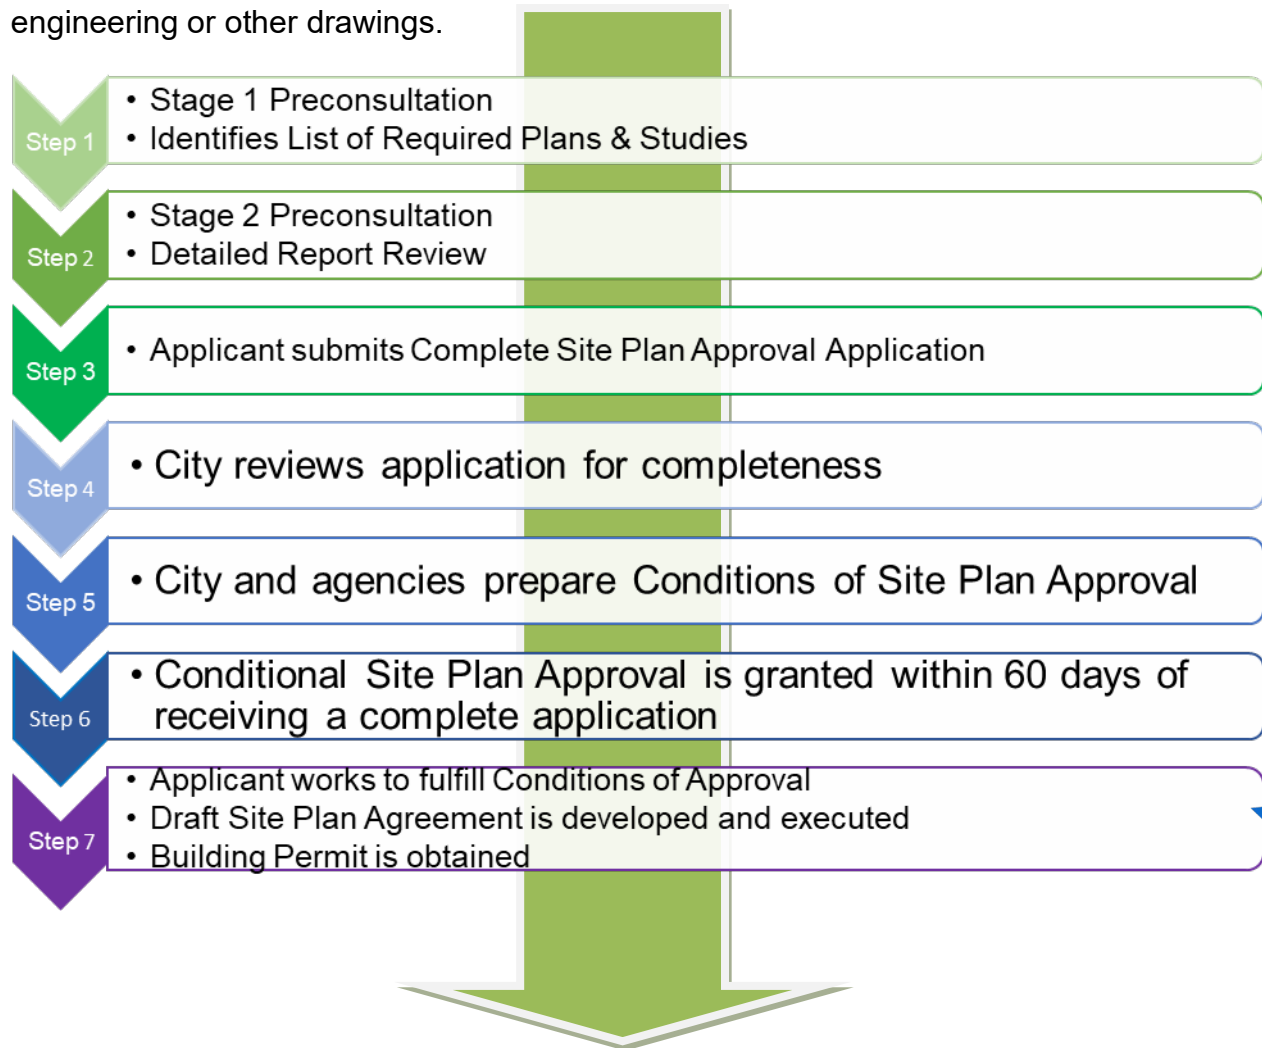 engineering or other drawings.
Step 1
• Stage 1 Preconsultation
• Identifies List of Required Plans & Studies
Step 2
• Stage 2 Preconsultation
• Detailed Report Review
Step 3
• Applicant submits Complete Site Plan Approval Application
Step 4
• City reviews application for completeness
Step 5
• City and agencies prepare Conditions of Site Plan Approval
Step 6
• Conditional Site Plan Approval is granted within 60 days of
receiving a complete application
Step 7
• Applicant works to fulfill Conditions of Approval
• Draft Site Plan Agreement is developed and executed
• Building Permit is obtained